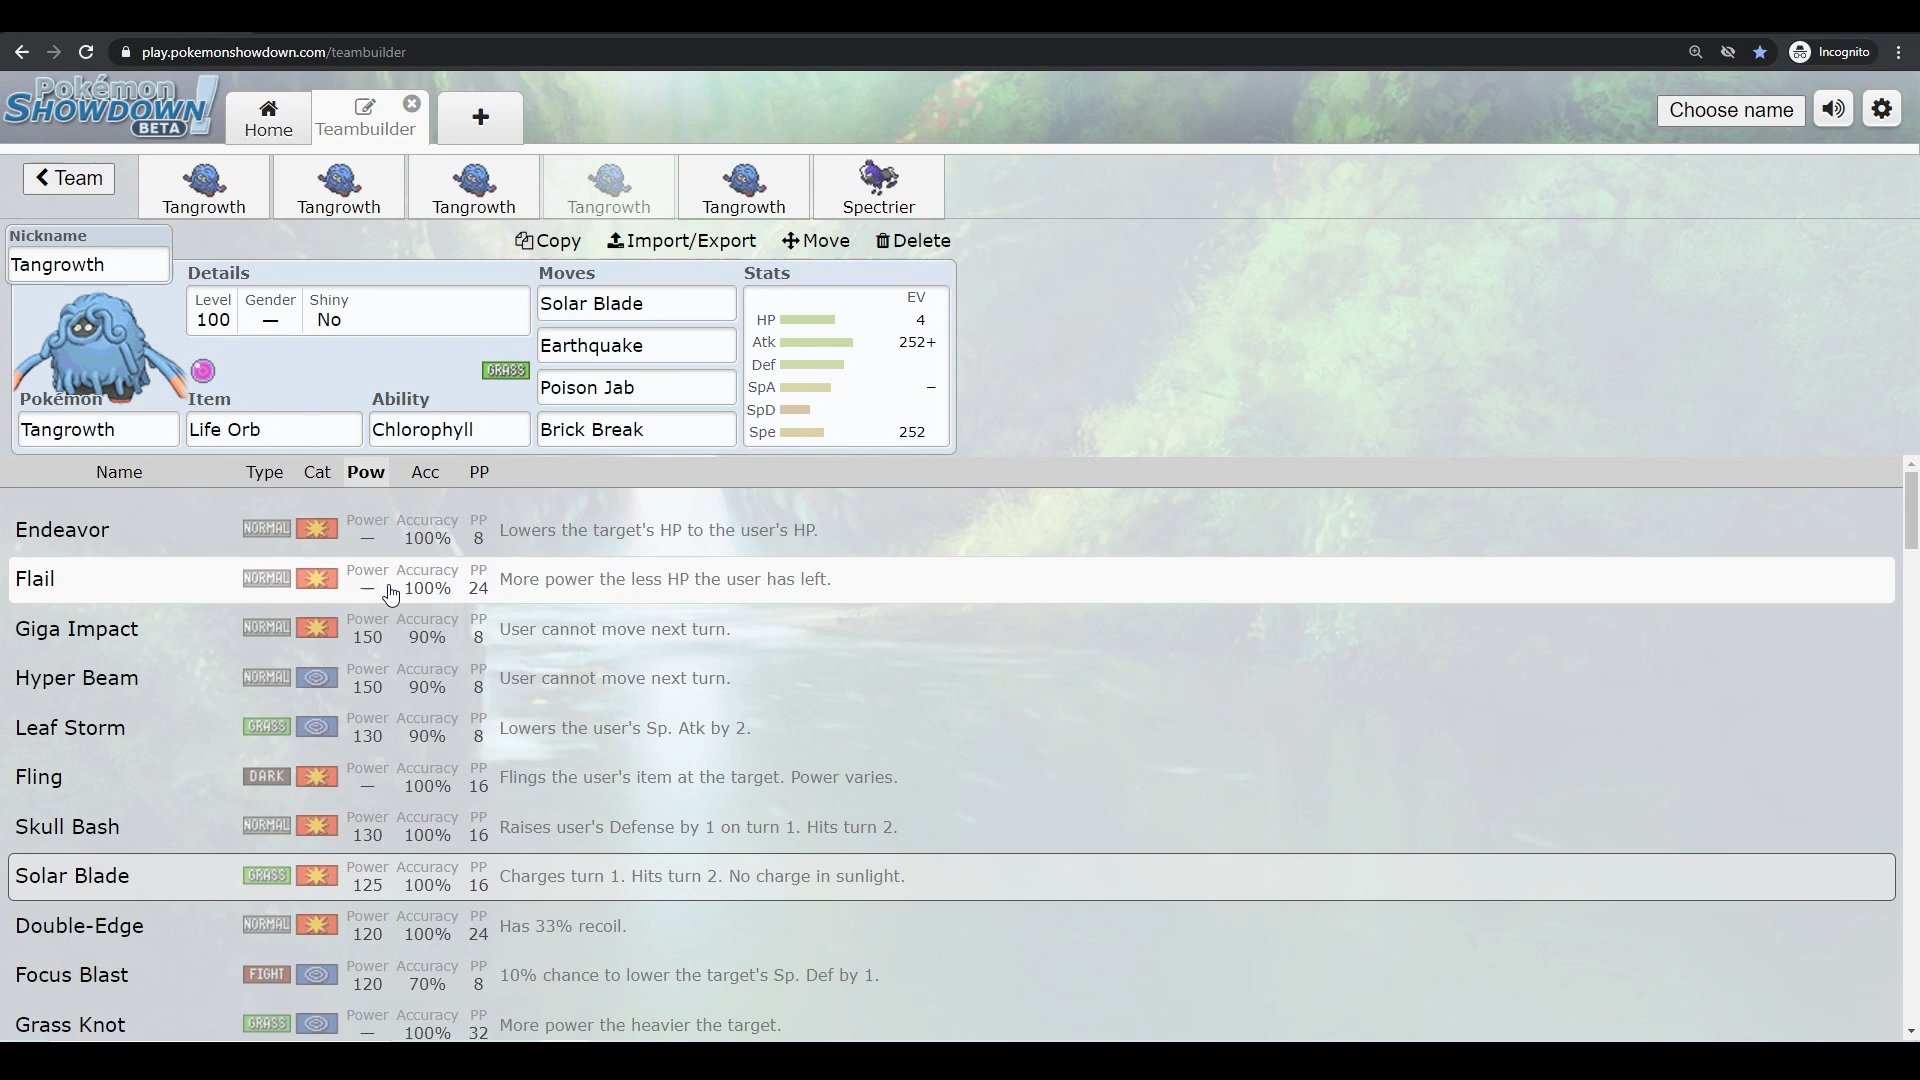 play.pokemonshowdown.com/teambuilder
Incognito
Pokémon
SHOWDOWN!
BETA
Home
Teambuilder
+
Choose name
Team
Tangrowth
Tangrowth
Tangrowth
Tangrowth
Tangrowth
Spectrier
Nickname
Tangrowth
Copy
Import/Export
Move
Delete
Details
Moves
Stats
Level
Gender
Shiny
100
—
No
Solar Blade
Earthquake
Poison Jab
Brick Break
EV
HP 4
Atk 252+
Def
SpA −
SpD
Spe 252
GRASS
Pokémon
Item
Ability
Tangrowth
Life Orb
Chlorophyll
Name Type Cat Pow Acc PP
Endeavor NORMAL Power — Accuracy 100% PP 8 Lowers the target's HP to the user's HP.
Flail NORMAL Power — Accuracy 100% PP 24 More power the less HP the user has left.
Giga Impact NORMAL Power 150 Accuracy 90% PP 8 User cannot move next turn.
Hyper Beam NORMAL Power 150 Accuracy 90% PP 8 User cannot move next turn.
Leaf Storm GRASS Power 130 Accuracy 90% PP 8 Lowers the user's Sp. Atk by 2.
Fling DARK Power — Accuracy 100% PP 16 Flings the user's item at the target. Power varies.
Skull Bash NORMAL Power 130 Accuracy 100% PP 16 Raises user's Defense by 1 on turn 1. Hits turn 2.
Solar Blade GRASS Power 125 Accuracy 100% PP 16 Charges turn 1. Hits turn 2. No charge in sunlight.
Double-Edge NORMAL Power 120 Accuracy 100% PP 24 Has 33% recoil.
Focus Blast FIGHT Power 120 Accuracy 70% PP 8 10% chance to lower the target's Sp. Def by 1.
Grass Knot GRASS Power — Accuracy 100% PP 32 More power the heavier the target.